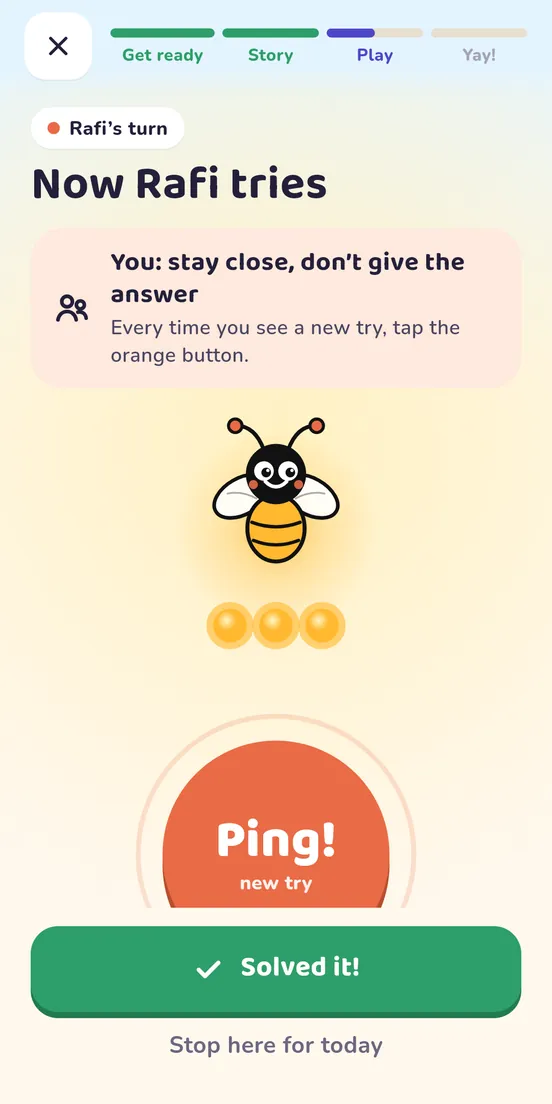 Get ready
Story
Play
Yay!
Rafi’s turn
Now Rafi tries
You: stay close, don’t give the
answer
Every time you see a new try, tap the
orange button.
Ping!
new try
Solved it!
Stop here for today